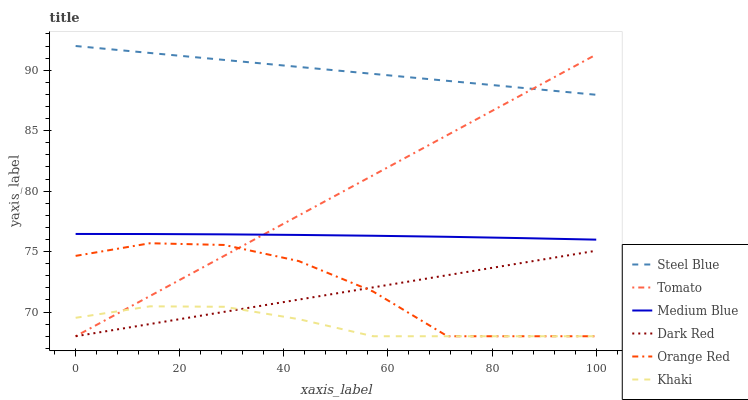 title
yaxis_label
90
85
80
75
70
0
20
40
60
80
100
xaxis_label
Steel Blue
Tomato
Medium Blue
Dark Red
Orange Red
Khaki